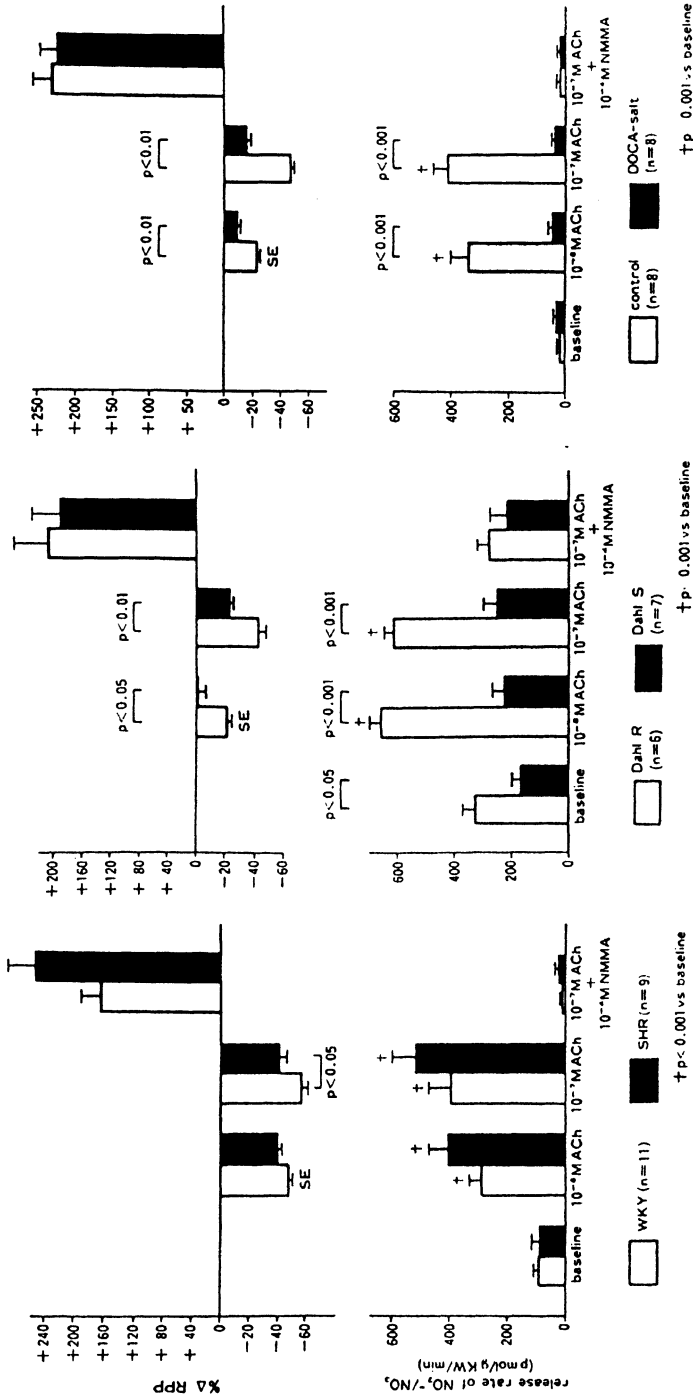 % Δ RPP
+240
+200
+160
+120
+80
+40
0
-20
-40
-60
SE
p<0.05
release rate of NO₂⁻/NO₃
(pmol/g KW/min)
600
400
200
0
baseline
10⁻⁸M ACh
10⁻⁷M ACh
10⁻⁷M ACh
+
10⁻⁴M NMMA
WKY (n=11)
SHR (n=9)
† p< 0.001 vs baseline
+200
+160
+120
+80
+
0
-20
-40
-60
SE
p<0.05
p<0.01
600
400
200
0
p<0.05
p<0.001
p<0.001
baseline
10⁻⁸M ACh
10⁻⁷M ACh
10⁻⁷M ACh
+
10⁻⁴M NMMA
Dahl R
(n=6)
Dahl S
(n=7)
† p· 0.001 vs baseline
+250
+200
+150
+100
+ 50
0
-20
-40
-60
SE
p<0.01
p<0.01
600
400
200
0
p<0.001
p<0.001
baseline
10⁻⁸M ACh
10⁻⁷M ACh
10⁻⁷M ACh
+
10⁻⁴M NMMA
control
(n=8)
DOCA-salt
(n=8)
† p 0.001 vs baseline